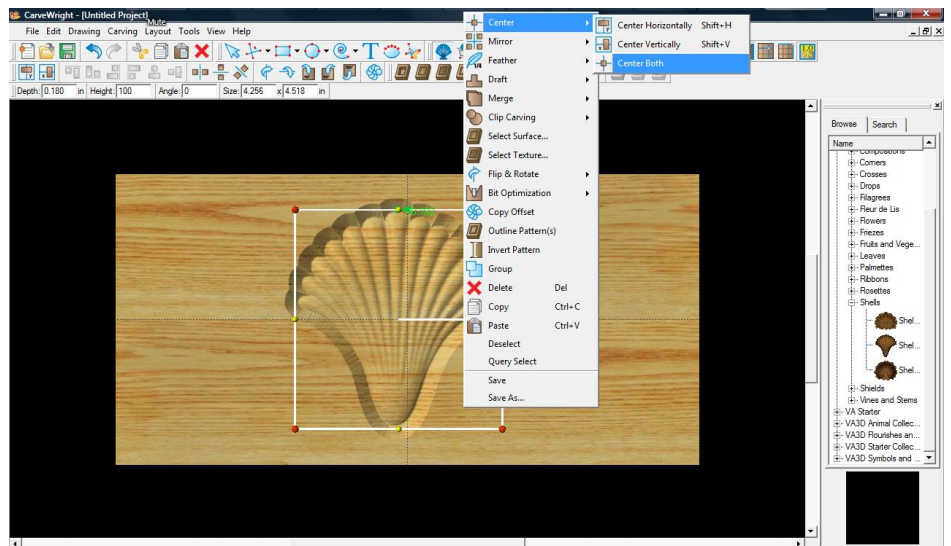 CarveWright - [Untitled Project]
Mute
File Edit Drawing Carving Layout Tools View Help
Depth: 0.180 in Height: 100 Angle: 0 Size: 4.256 x 4.518 in
Center
Mirror
Feather
Draft
Merge
Clip Carving
Select Surface...
Select Texture...
Flip & Rotate
Bit Optimization
Copy Offset
Outline Pattern(s)
Invert Pattern
Group
Delete Del
Copy Ctrl+C
Paste Ctrl+V
Deselect
Query Select
Save
Save As...
Center Horizontally Shift+H
Center Vertically Shift+V
Center Both
Browse Search
Name
Compositions
Corners
Crosses
Drops
Filagrees
Fleur de Lis
Flowers
Friezes
Fruits and Vege...
Leaves
Palmettes
Ribbons
Rosettes
Shells
Shel...
Shel...
Shel...
Shields
Vines and Stems
VA Starter
VA3D Animal Collec...
VA3D Flourishes an...
VA3D Starter Collec...
VA3D Symbols and ...